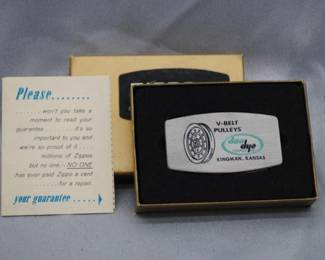 Please........
. . . . . . won't you take a
moment to read your
guarantee . . . . . it's so
important to you and
we're so proud of it . . .
. . . . millions of Zippos
but no one--- NO ONE
has ever paid Zippo a cent
. . . . . . . . . . for a repair.
your guarantee . . . . .
V-BELT
PULLEYS
dyo
KINGMAN, KANSAS